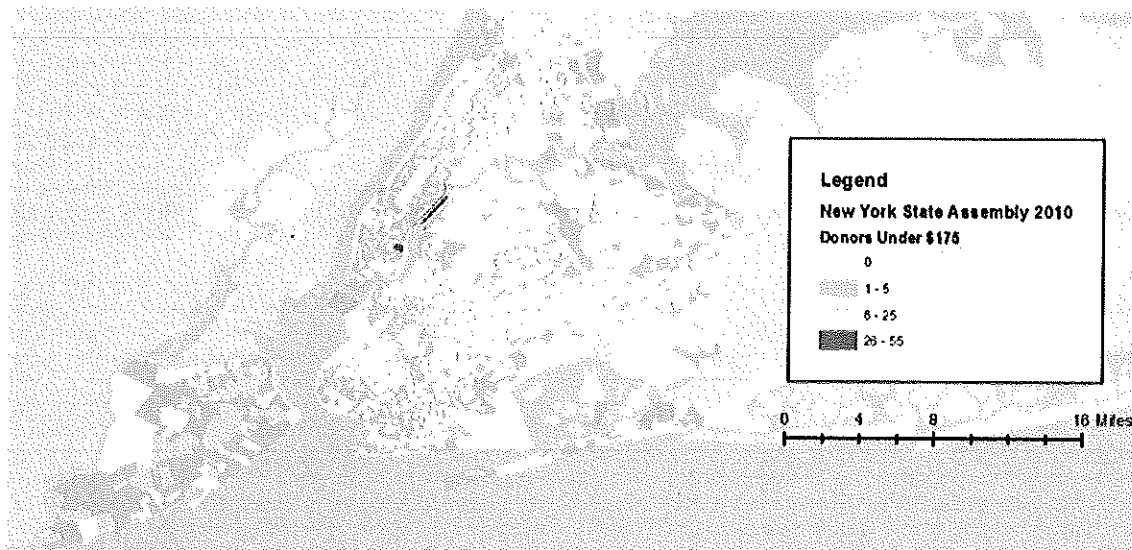 Legend
New York State Assembly 2010
Donors Under $175
0
1 - 5
6 - 25
26 - 55
0 4 8 16 Miles